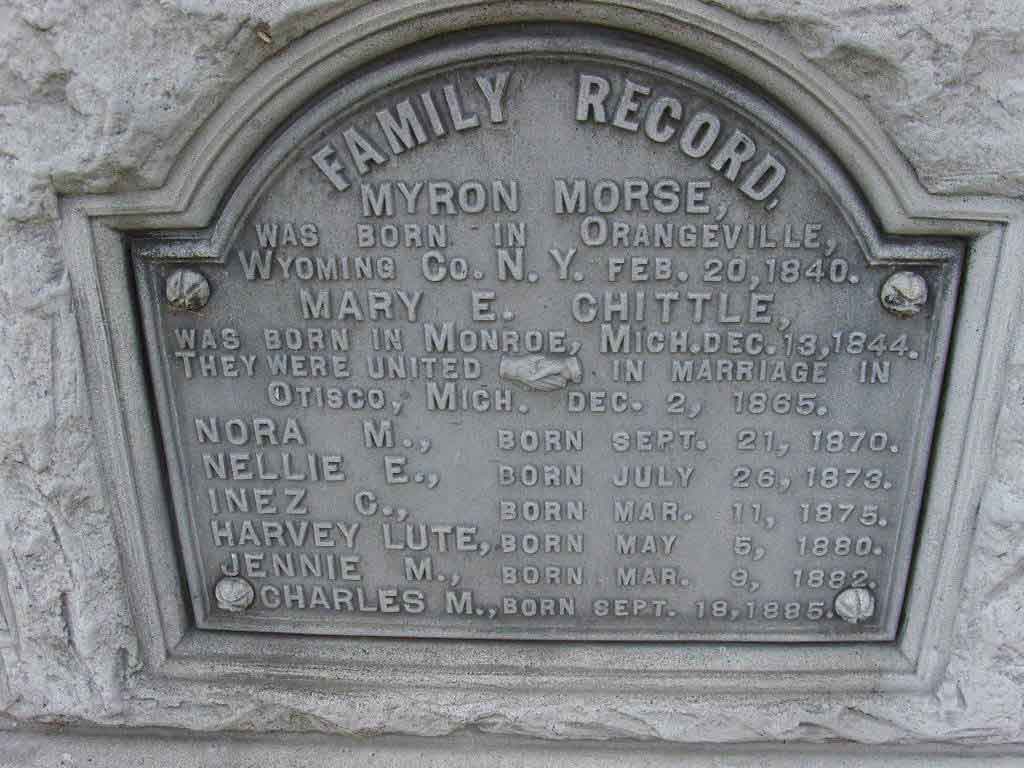 FAMILY RECORD.
MYRON MORSE,
WAS BORN IN ORANGEVILLE,
WYOMING CO. N. Y. FEB. 20, 1840.
MARY E. CHITTLE,
WAS BORN IN MONROE, MICH. DEC. 13, 1844.
THEY WERE UNITED IN MARRIAGE IN
OTISCO, MICH. DEC. 2, 1865.
NORA M., BORN SEPT. 21, 1870.
NELLIE E., BORN JULY 26, 1873.
INEZ C., BORN MAR. 11, 1875.
HARVEY LUTE, BORN MAY 5, 1880.
JENNIE M., BORN MAR. 9, 1882.
CHARLES M., BORN SEPT. 18, 1885.